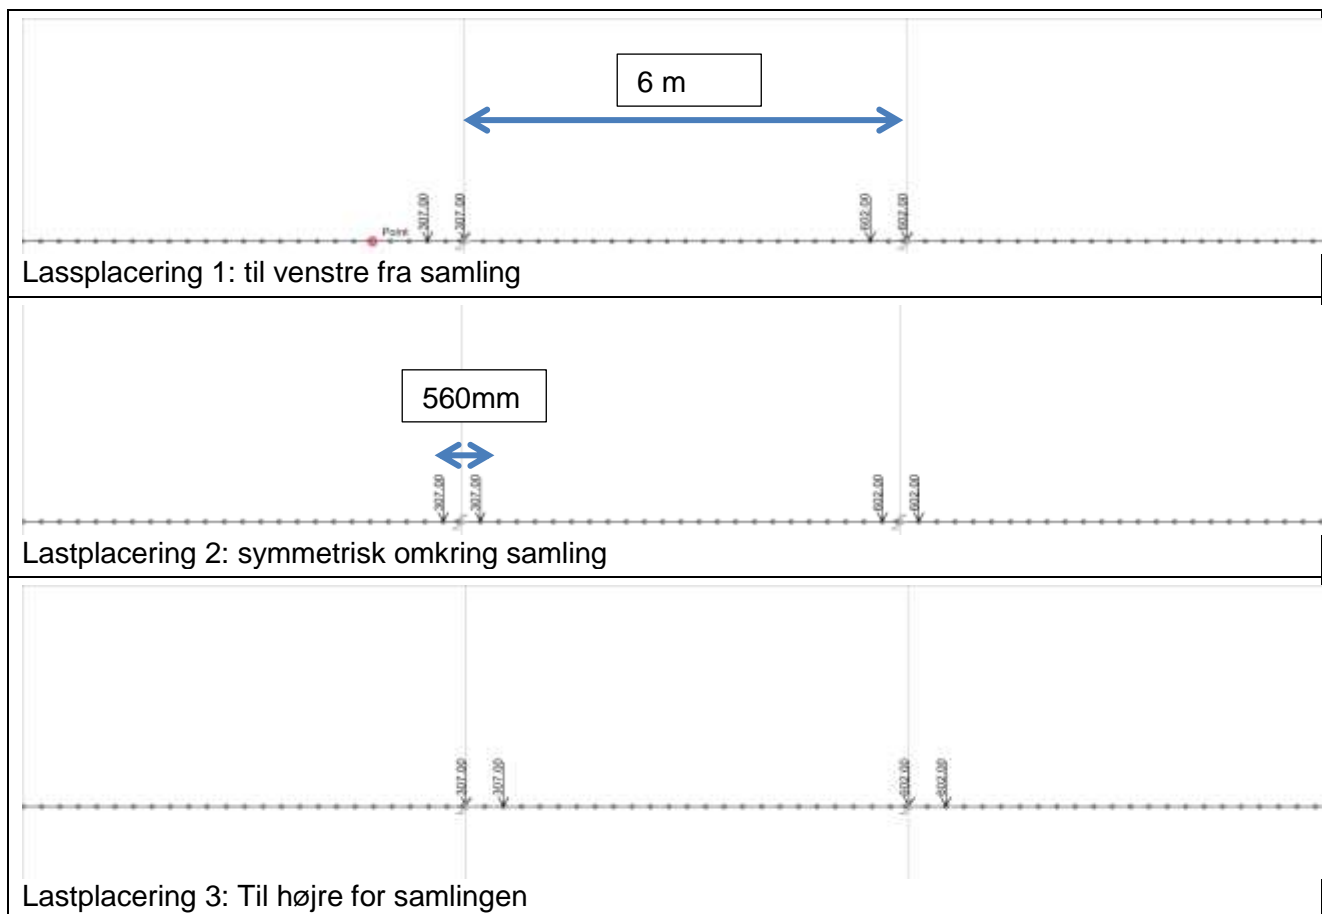 6 m
307.00
307.00
602.00
602.00
Point
Lassplacering 1: til venstre fra samling
560mm
307.00
307.00
602.00
602.00
Lastplacering 2: symmetrisk omkring samling
307.00
307.00
602.00
602.00
Lastplacering 3: Til højre for samlingen